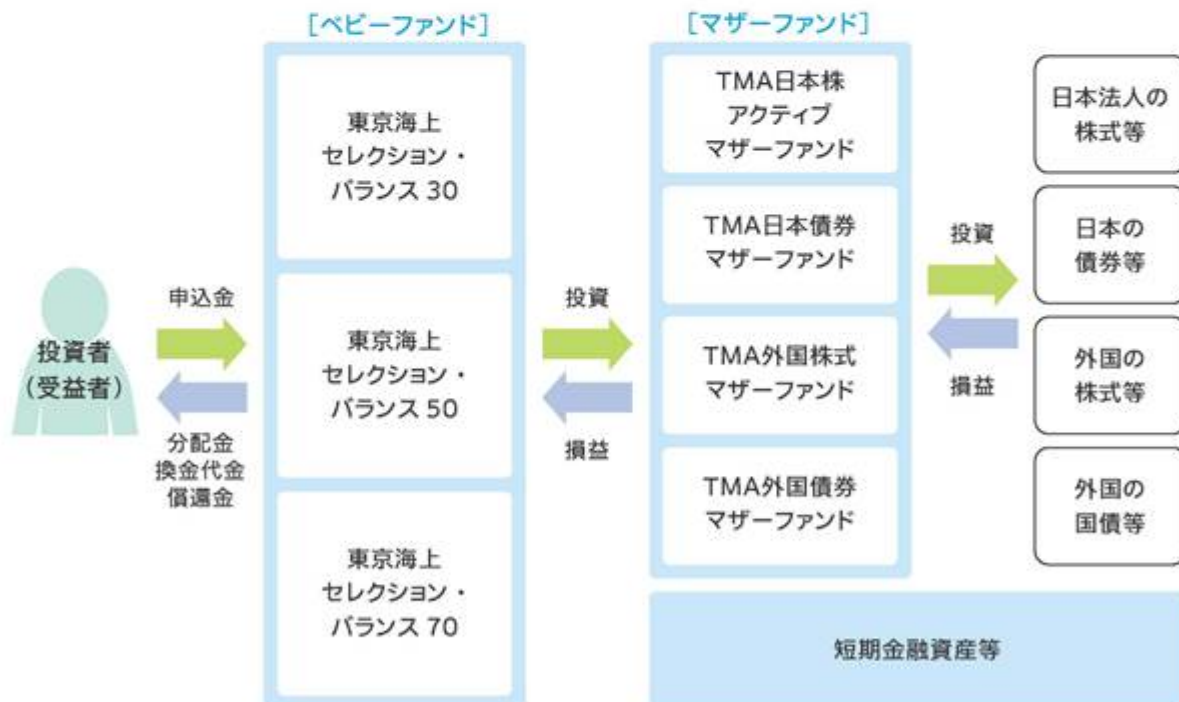 [ベビーファンド]
[マザーファンド]
投資者
(受益者)
申込金
分配金
換金代金
償還金
東京海上
セレクション・
バランス 30
東京海上
セレクション・
バランス 50
東京海上
セレクション・
バランス 70
投資
損益
TMA日本株
アクティブ
マザーファンド
TMA日本債券
マザーファンド
TMA外国株式
マザーファンド
TMA外国債券
マザーファンド
投資
損益
日本法人の
株式等
日本の
債券等
外国の
株式等
外国の
国債等
短期金融資産等